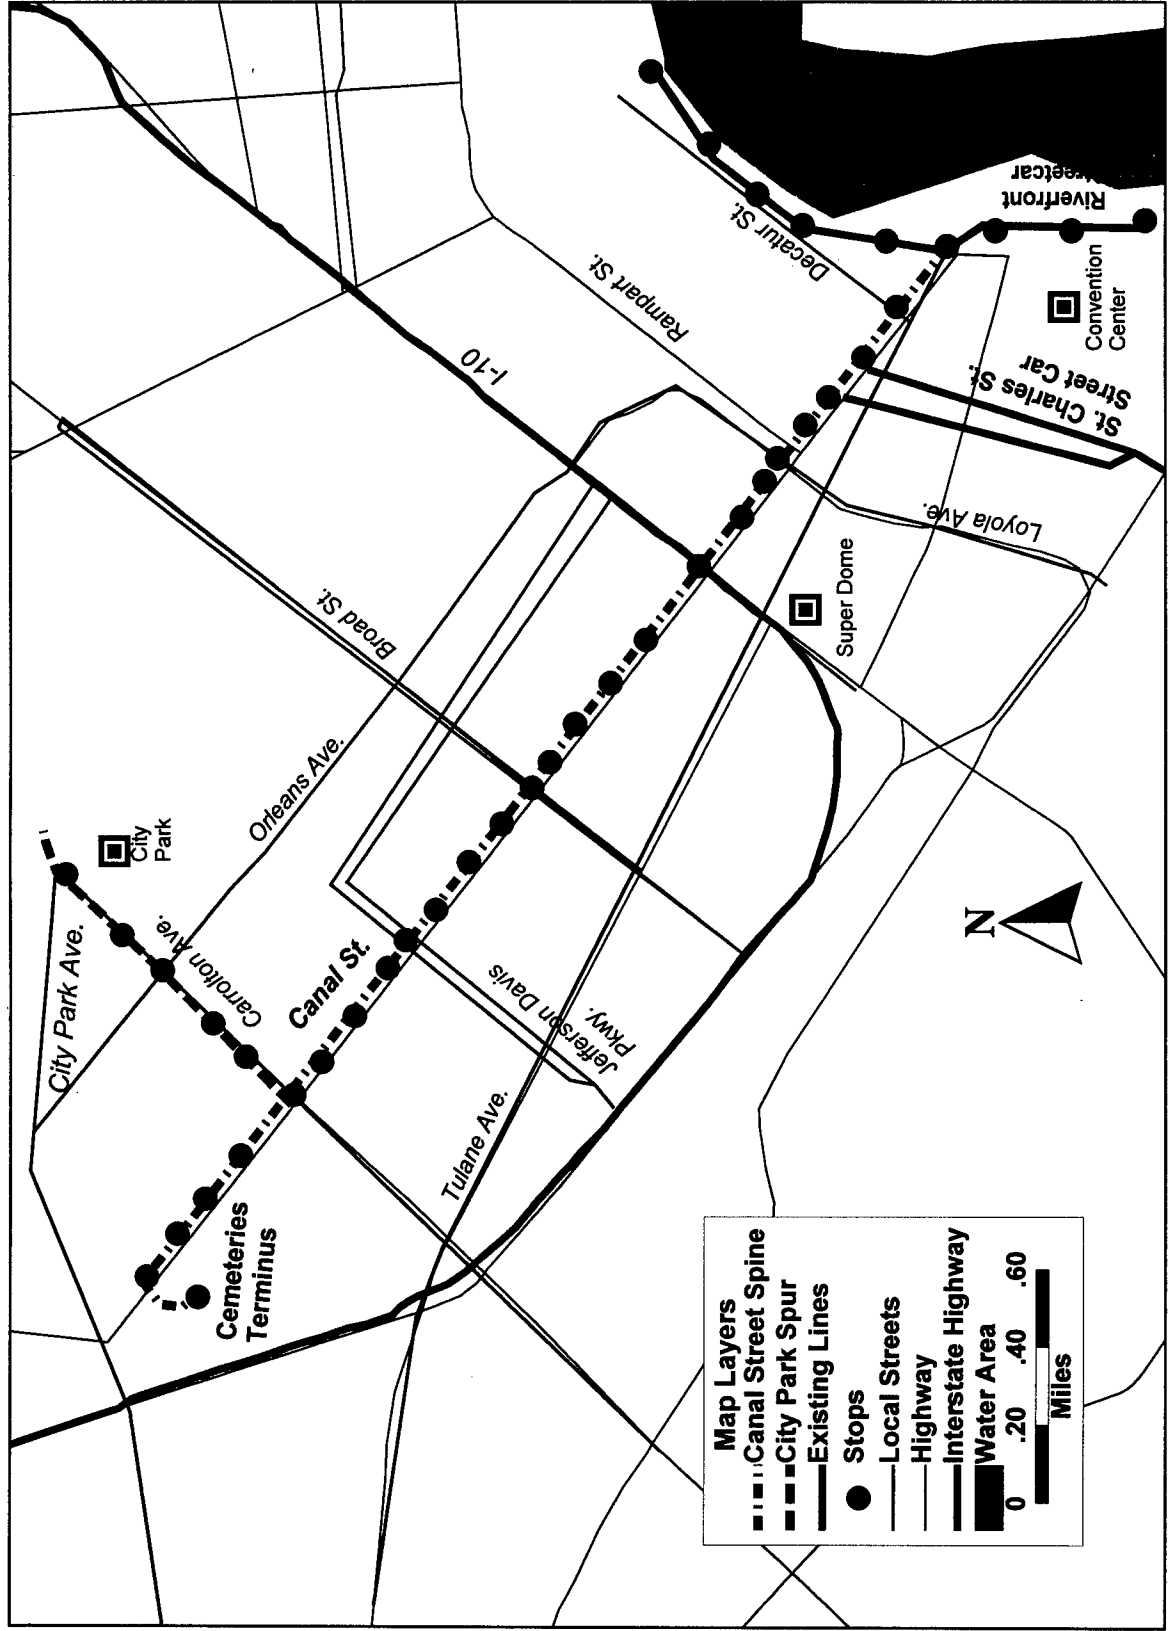 City Park Ave.
City
Park
Carrolton Ave.
Orleans Ave.
Broad St.
I-10
Rampart St.
Decatur St.
Riverfront
Streetcar
Canal St.
Cemeteries
Terminus
Jefferson Davis
Pkwy.
Tulane Ave.
Super Dome
Loyola Ave.
St. Charles St.
Street Car
Convention
Center
N
Map Layers
Canal Street Spine
City Park Spur
Existing Lines
Stops
Local Streets
Highway
Interstate Highway
Water Area
0 .20 .40 .60
Miles